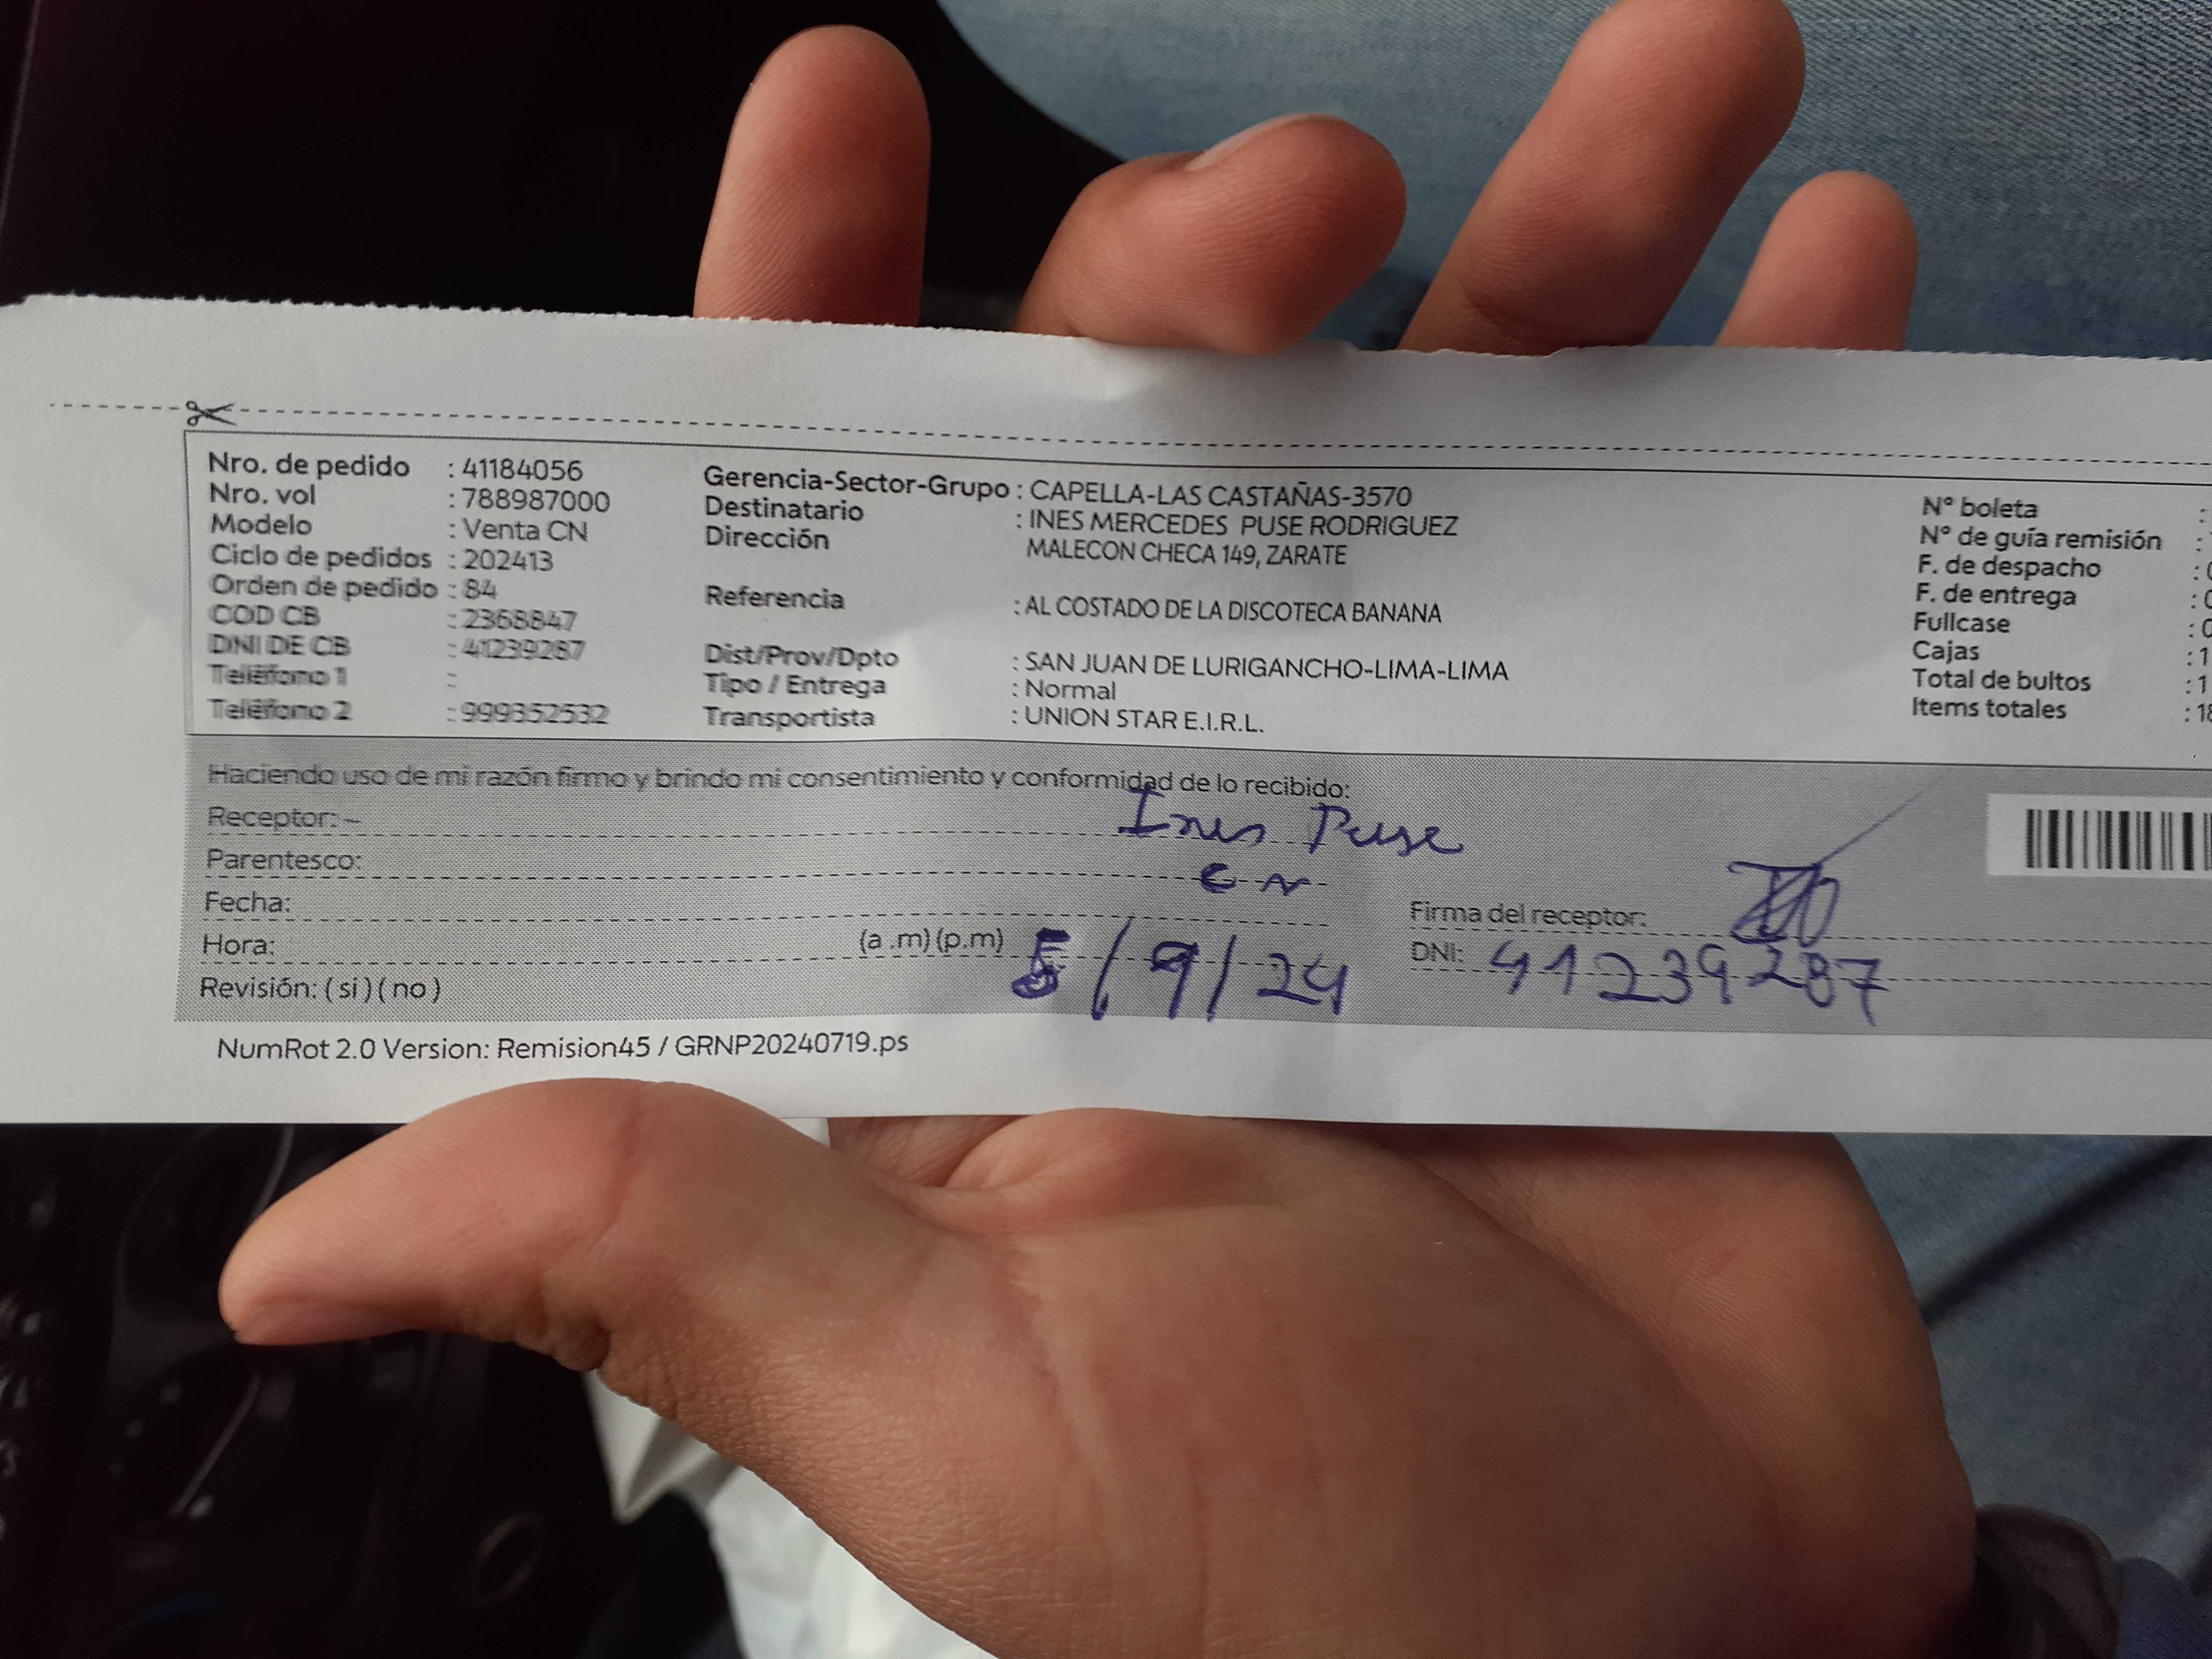 Nro. de pedido : 41184056
Nro. vol : 788987000
Modelo : Venta CN
Ciclo de pedidos : 202413
Orden de pedido : 84
COD CB : 2368847
DNI DE CB : 41239287
Teléfono 1 :
Teléfono 2 : 999352532
Gerencia-Sector-Grupo : CAPELLA-LAS CASTAÑAS-3570
Destinatario : INES MERCEDES PUSE RODRIGUEZ
Dirección MALECON CHECA 149, ZARATE
Referencia : AL COSTADO DE LA DISCOTECA BANANA
Dist/Prov/Dpto : SAN JUAN DE LURIGANCHO-LIMA-LIMA
Tipo / Entrega : Normal
Transportista : UNION STAR E.I.R.L.
N° boleta :
N° de guía remisión :
F. de despacho :
F. de entrega :
Fullcase :
Cajas : 1
Total de bultos : 1
Items totales : 18
Haciendo uso de mi razón firmo y brindo mi consentimiento y conformidad de lo recibido:
Receptor: - Ines Puse
Parentesco: CN
Fecha:
Hora: (a .m) (p.m) 5/9/24
Revisión: ( si ) ( no )
Firma del receptor:
DNI: 41239287
NumRot 2.0 Version: Remision45 / GRNP20240719.ps